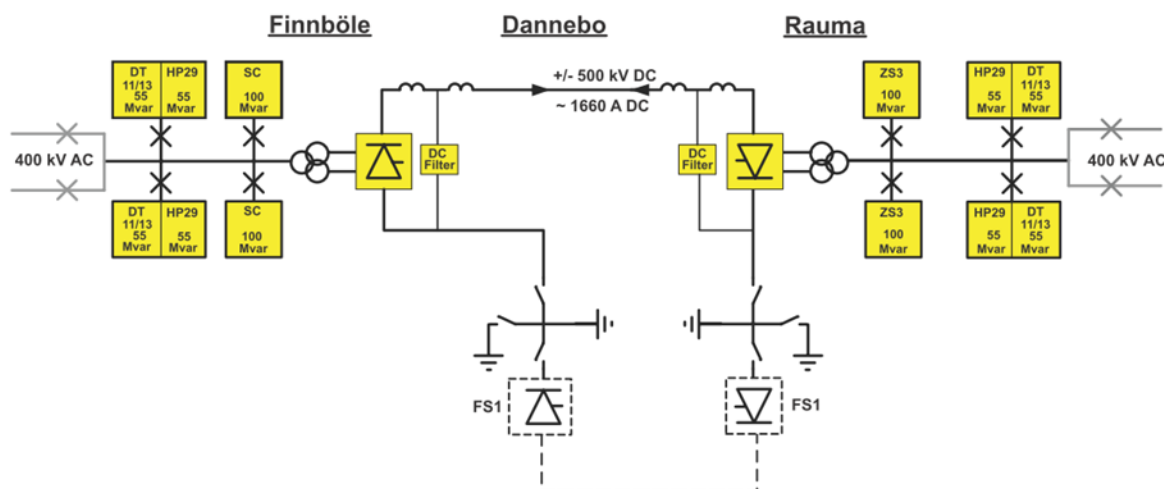 Finnböle
Dannebo
Rauma
DT
11/13
55
Mvar
HP29
55
Mvar
SC
100
Mvar
+/- 500 kV DC
~ 1660 A DC
ZS3
100
Mvar
HP29
55
Mvar
DT
11/13
55
Mvar
400 kV AC
DC
Filter
DC
Filter
400 kV AC
DT
11/13
55
Mvar
HP29
55
Mvar
SC
100
Mvar
ZS3
100
Mvar
HP29
55
Mvar
DT
11/13
55
Mvar
FS1
FS1